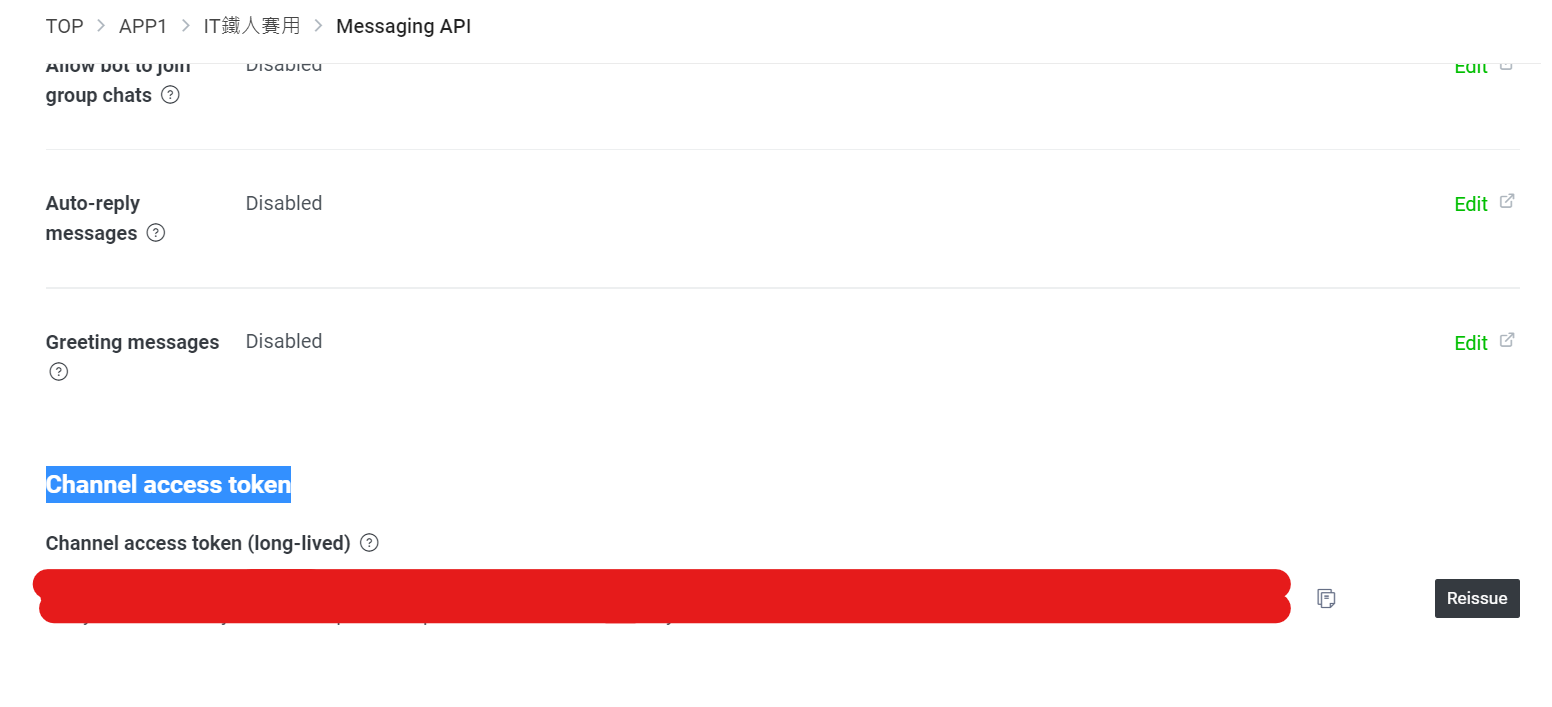 TOP > APP1 > IT鐵人賽用 > Messaging API
Allow bot to join Disabled Edit
group chats ?
Auto-reply Disabled Edit
messages ?
Greeting messages Disabled Edit
?
Channel access token
Channel access token (long-lived) ?
Reissue